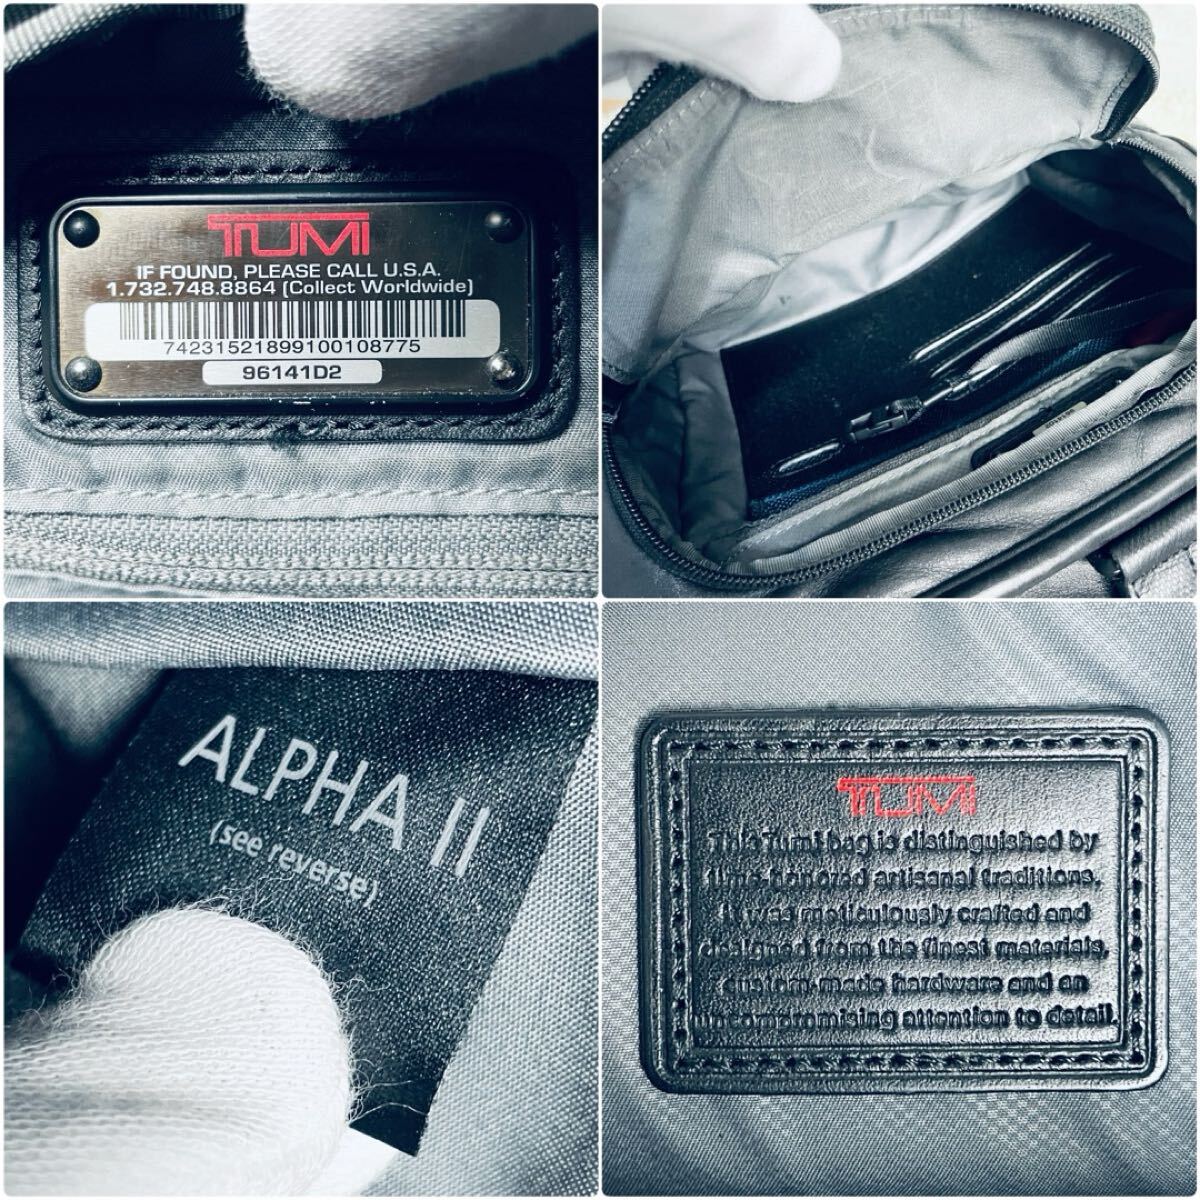 TUMI
IF FOUND, PLEASE CALL U.S.A.
1.732.748.8864 (Collect Worldwide)
74231521899100108775
96141D2
ALPHA II
(see reverse)
TUMI
This Tumi bag is distinguished by
time-honored artisanal traditions.
It was meticulously crafted and
designed from the finest materials,
custom-made hardware and an
uncompromising attention to detail.